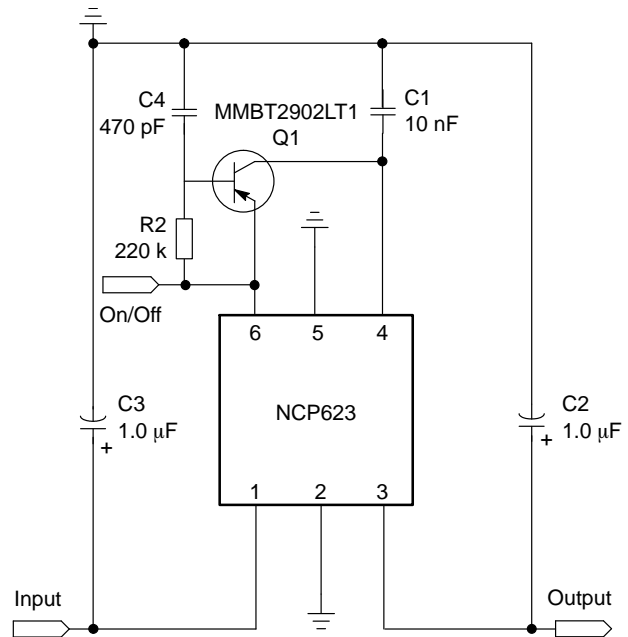 C4
470 pF
MMBT2902LT1
Q1
C1
10 nF
R2
220 k
On/Off
6
5
4
C3
1.0 μF
+
NCP623
C2
1.0 μF
+
1
2
3
Input
Output